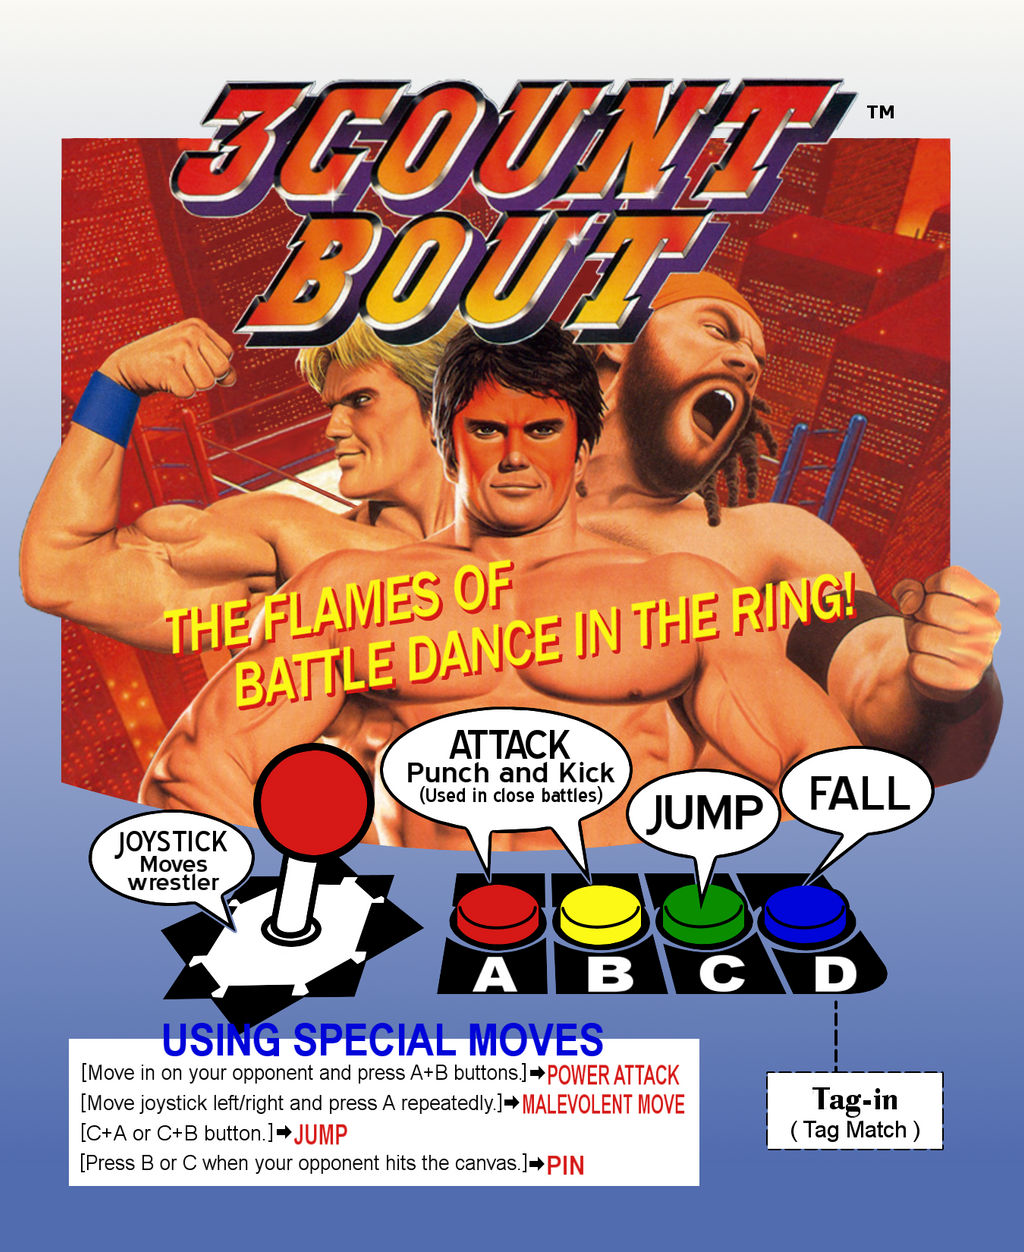 3 COUNT
BOUT
TM
THE FLAMES OF
BATTLE DANCE IN THE RING!
JOYSTICK
Moves
wrestler
ATTACK
Punch and Kick
(Used in close battles)
JUMP
FALL
A B C D
USING SPECIAL MOVES
[Move in on your opponent and press A+B buttons.]➡POWER ATTACK
[Move joystick left/right and press A repeatedly.]➡MALEVOLENT MOVE
[C+A or C+B button.]➡JUMP
[Press B or C when your opponent hits the canvas.]➡PIN
Tag-in
( Tag Match )